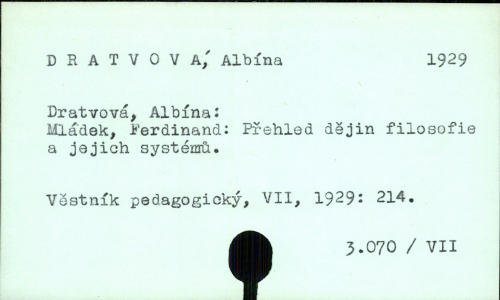 D R A T V O V Á, Albína 1929
Dratvová, Albína:
Mládek, Ferdinand: Přehled dějin filosofie
a jejich systémů.
Věstník pedagogický, VII, 1929: 214.
3.070 / VII